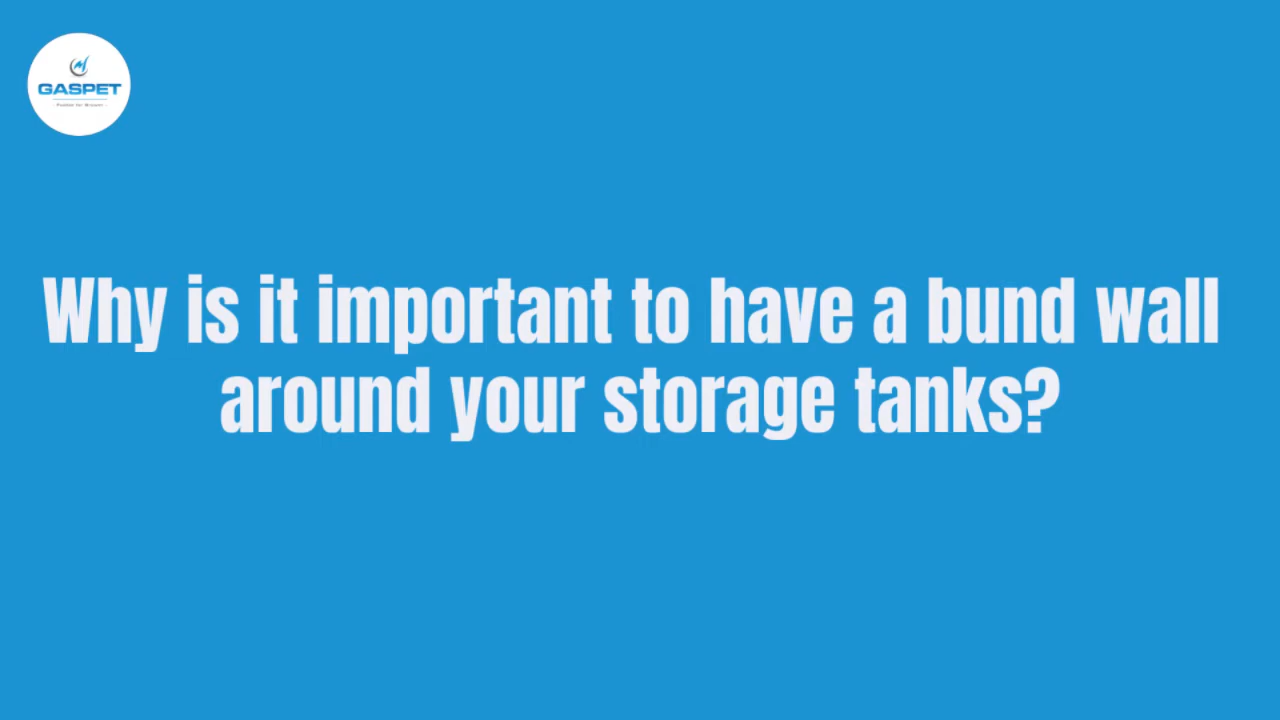 GASPET
Why is it important to have a bund wall
around your storage tanks?